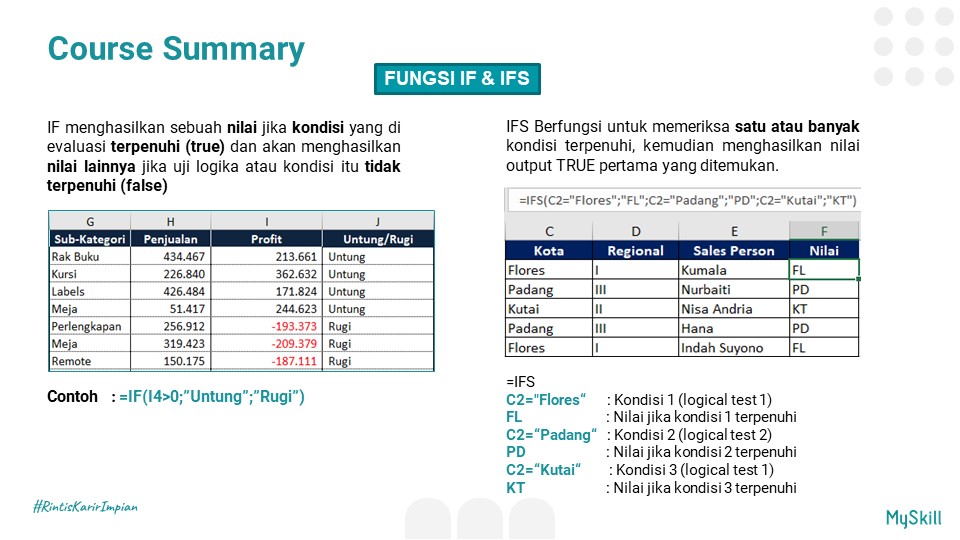 Course Summary
FUNGSI IF & IFS
IF menghasilkan sebuah nilai jika kondisi yang di
evaluasi terpenuhi (true) dan akan menghasilkan
nilai lainnya jika uji logika atau kondisi itu tidak
terpenuhi (false)
G H I J
Sub-Kategori Penjualan Profit Untung/Rugi
Rak Buku 434.467 213.661 Untung
Kursi 226.840 362.632 Untung
Labels 426.484 171.824 Untung
Meja 51.417 244.623 Untung
Perlengkapan 256.912 -193.373 Rugi
Meja 319.423 -209.379 Rugi
Remote 150.175 -187.111 Rugi
Contoh : =IF(I4>0;”Untung”;”Rugi”)
IFS Berfungsi untuk memeriksa satu atau banyak
kondisi terpenuhi, kemudian menghasilkan nilai
output TRUE pertama yang ditemukan.
=IFS(C2="Flores";"FL";C2="Padang";"PD";C2="Kutai";"KT")
C D E F
Kota Regional Sales Person Nilai
Flores I Kumala FL
Padang III Nurbaiti PD
Kutai II Nisa Andria KT
Padang III Hana PD
Flores I Indah Suyono FL
=IFS
C2="Flores“ : Kondisi 1 (logical test 1)
FL : Nilai jika kondisi 1 terpenuhi
C2=“Padang“ : Kondisi 2 (logical test 2)
PD : Nilai jika kondisi 2 terpenuhi
C2=“Kutai“ : Kondisi 3 (logical test 1)
KT : Nilai jika kondisi 3 terpenuhi
#RintisKarirImpian
MySkill